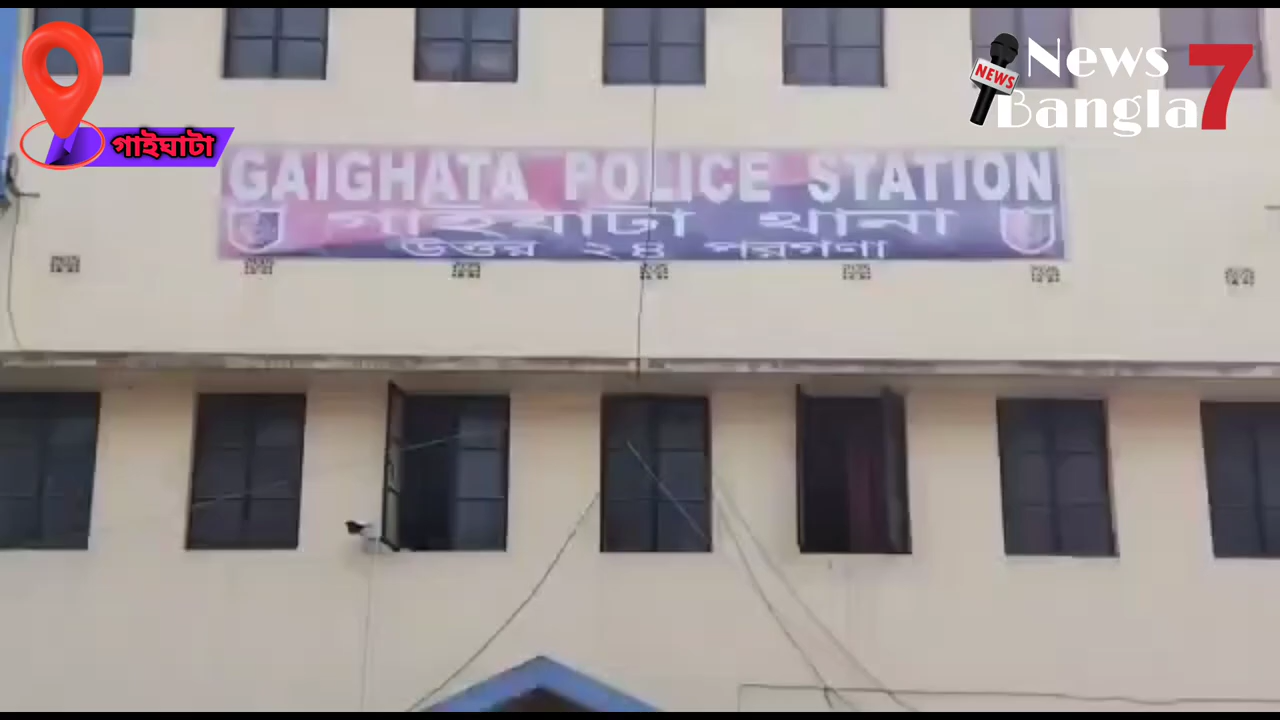 গাইঘাটা
NEWS
News
Bangla 7
GAIGHATA POLICE STATION
গাইঘাটা থানা
উত্তর ২৪ পরগণা